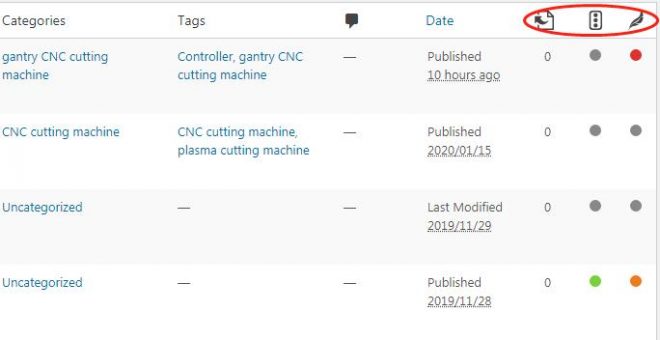 Categories Tags Date
gantry CNC cutting Controller, gantry CNC — Published 0
machine cutting machine 10 hours ago
CNC cutting machine CNC cutting machine, — Published 0
plasma cutting machine 2020/01/15
Uncategorized — — Last Modified 0
2019/11/29
Uncategorized — — Published 0
2019/11/28